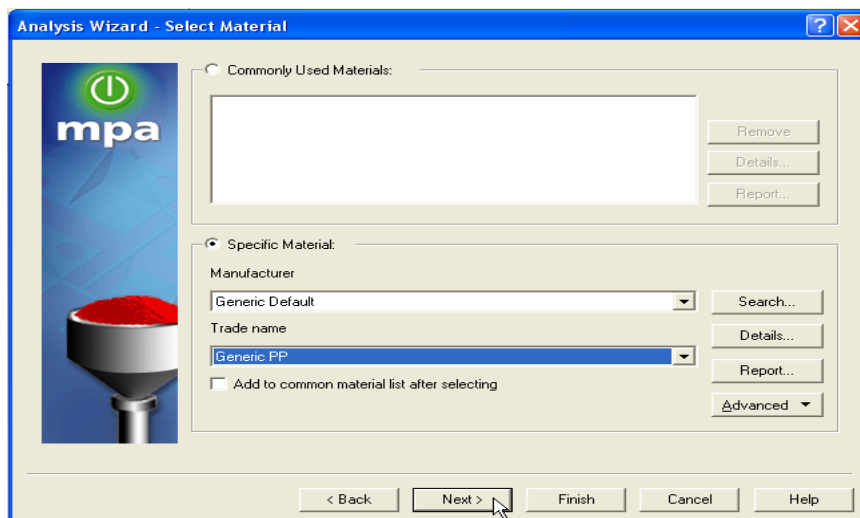 Analysis Wizard - Select Material
mpa
Commonly Used Materials:
Remove
Details...
Report...
Specific Material:
Manufacturer
Generic Default
Search...
Trade name
Details...
Generic PP
Report...
Add to common material list after selecting
Advanced
< Back
Next >
Finish
Cancel
Help